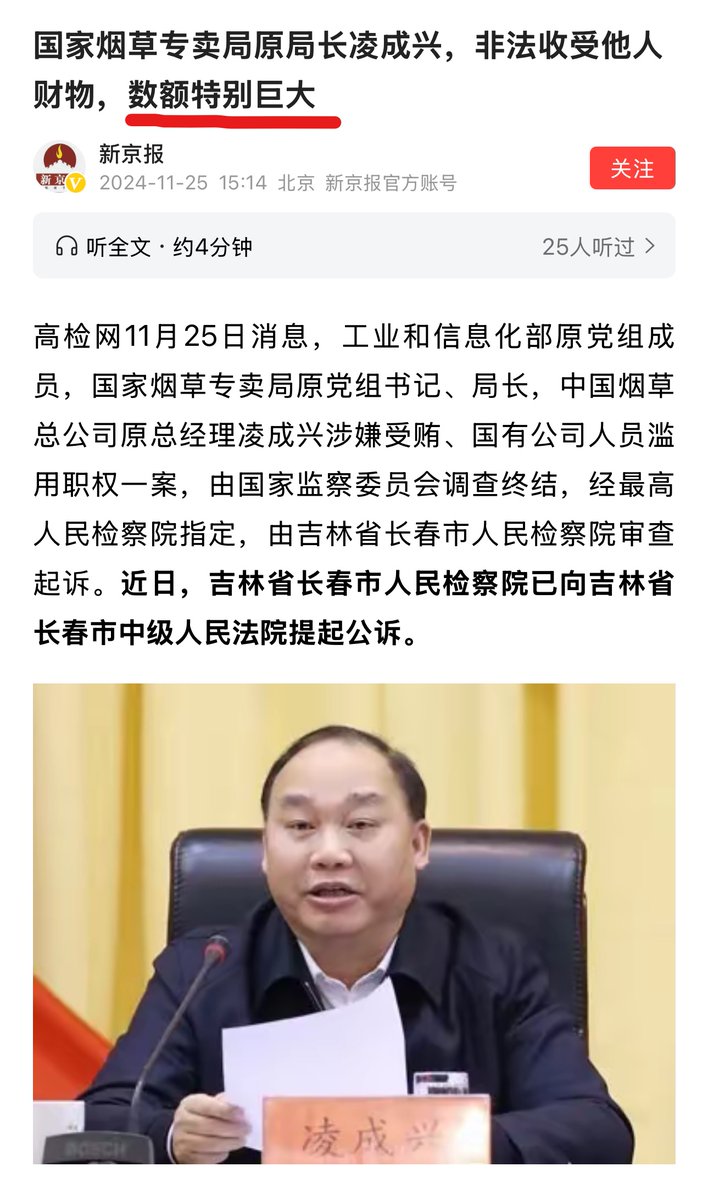 国家烟草专卖局原局长凌成兴，非法收受他人
财物，数额特别巨大
新京报
新京
2024-11-25 15:14 北京 新京报官方账号
关注
听全文·约4分钟
25人听过
高检网11月25日消息，工业和信息化部原党组成
员，国家烟草专卖局原党组书记、局长，中国烟草
总公司原总经理凌成兴涉嫌受贿、国有公司人员滥
用职权一案，由国家监察委员会调查终结，经最高
人民检察院指定，由吉林省长春市人民检察院审查
起诉。近日，吉林省长春市人民检察院已向吉林省
长春市中级人民法院提起公诉。
BOSCH
凌成兴